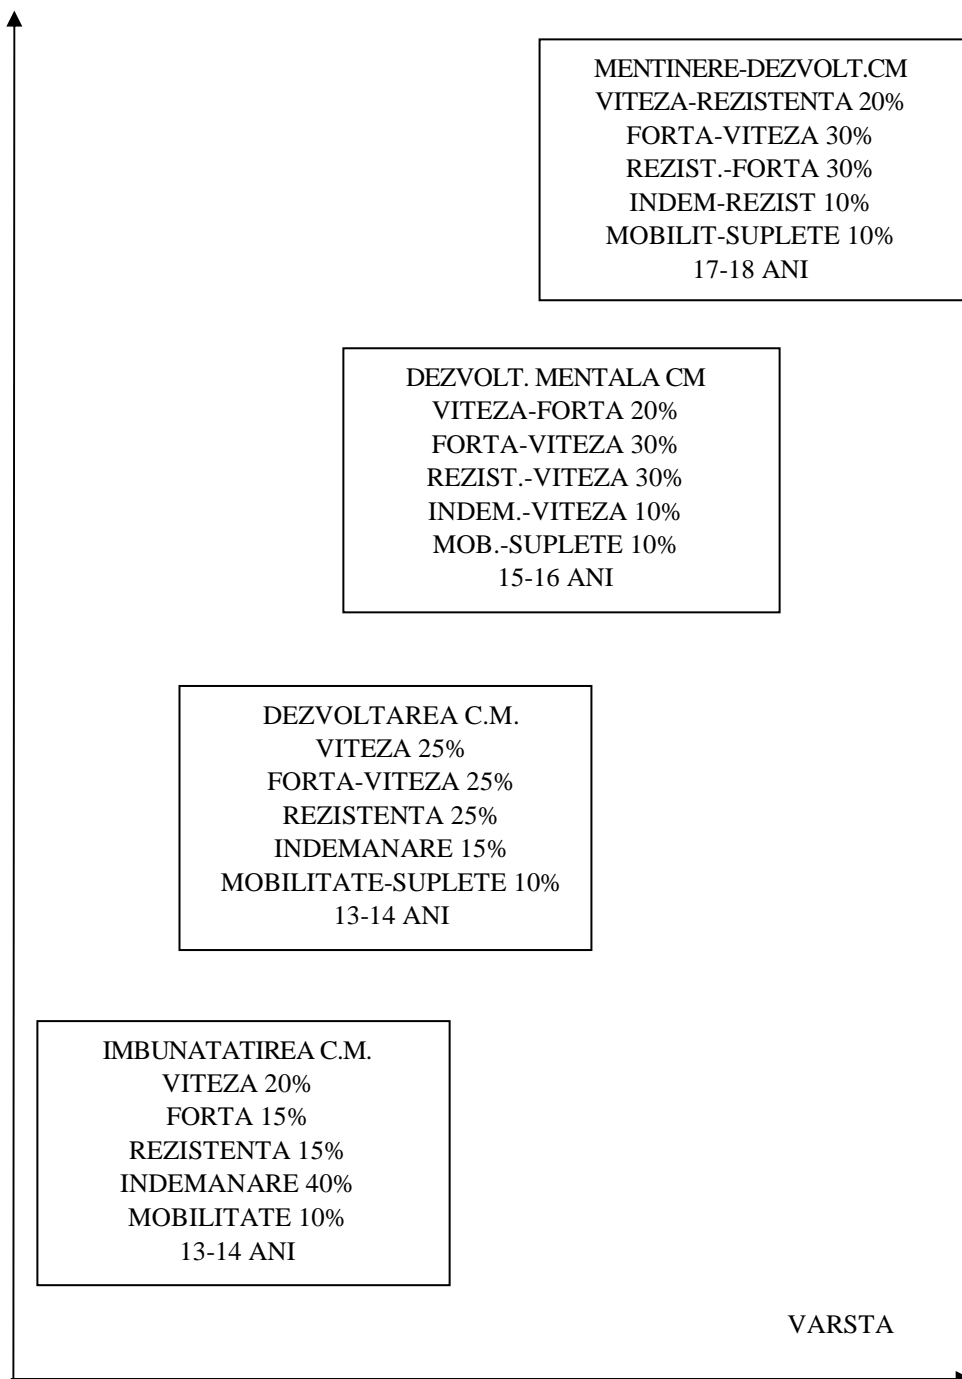 MENTINERE-DEZVOLT.CM
VITEZA-REZISTENTA 20%
FORTA-VITEZA 30%
REZIST.-FORTA 30%
INDEM-REZIST 10%
MOBILIT-SUPLETE 10%
17-18 ANI
DEZVOLT. MENTALA CM
VITEZA-FORTA 20%
FORTA-VITEZA 30%
REZIST.-VITEZA 30%
INDEM.-VITEZA 10%
MOB.-SUPLETE 10%
15-16 ANI
DEZVOLTAREA C.M.
VITEZA 25%
FORTA-VITEZA 25%
REZISTENTA 25%
INDEMANARE 15%
MOBILITATE-SUPLETE 10%
13-14 ANI
IMBUNATATIREA C.M.
VITEZA 20%
FORTA 15%
REZISTENTA 15%
INDEMANARE 40%
MOBILITATE 10%
13-14 ANI
VARSTA